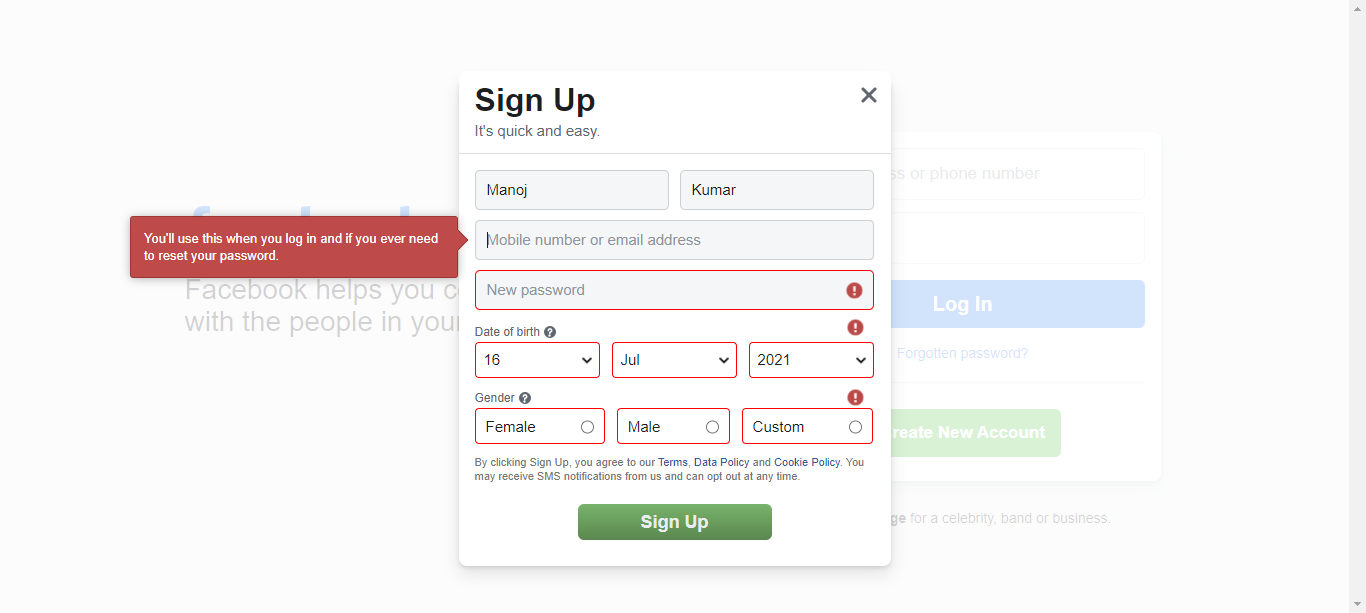 Sign Up
It's quick and easy.
Manoj
Kumar
ss or phone number
You'll use this when you log in and if you ever need
to reset your password.
Mobile number or email address
New password
Facebook helps you
with the people in your
Log In
Date of birth
16
Jul
2021
Forgotten password?
Gender
Female
Male
Custom
reate New Account
By clicking Sign Up, you agree to our Terms, Data Policy and Cookie Policy. You
may receive SMS notifications from us and can opt out at any time.
Sign Up
ge for a celebrity, band or business.